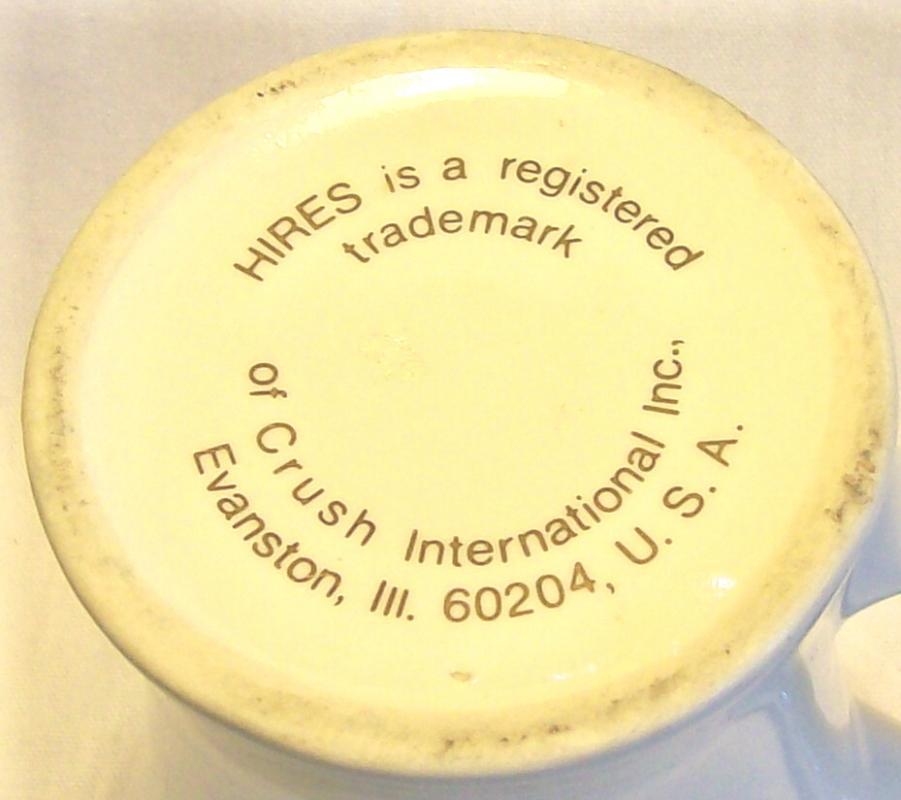 HIRES is a registered
trademark
of Crush International Inc.,
Evanston, Ill. 60204, U. S. A.